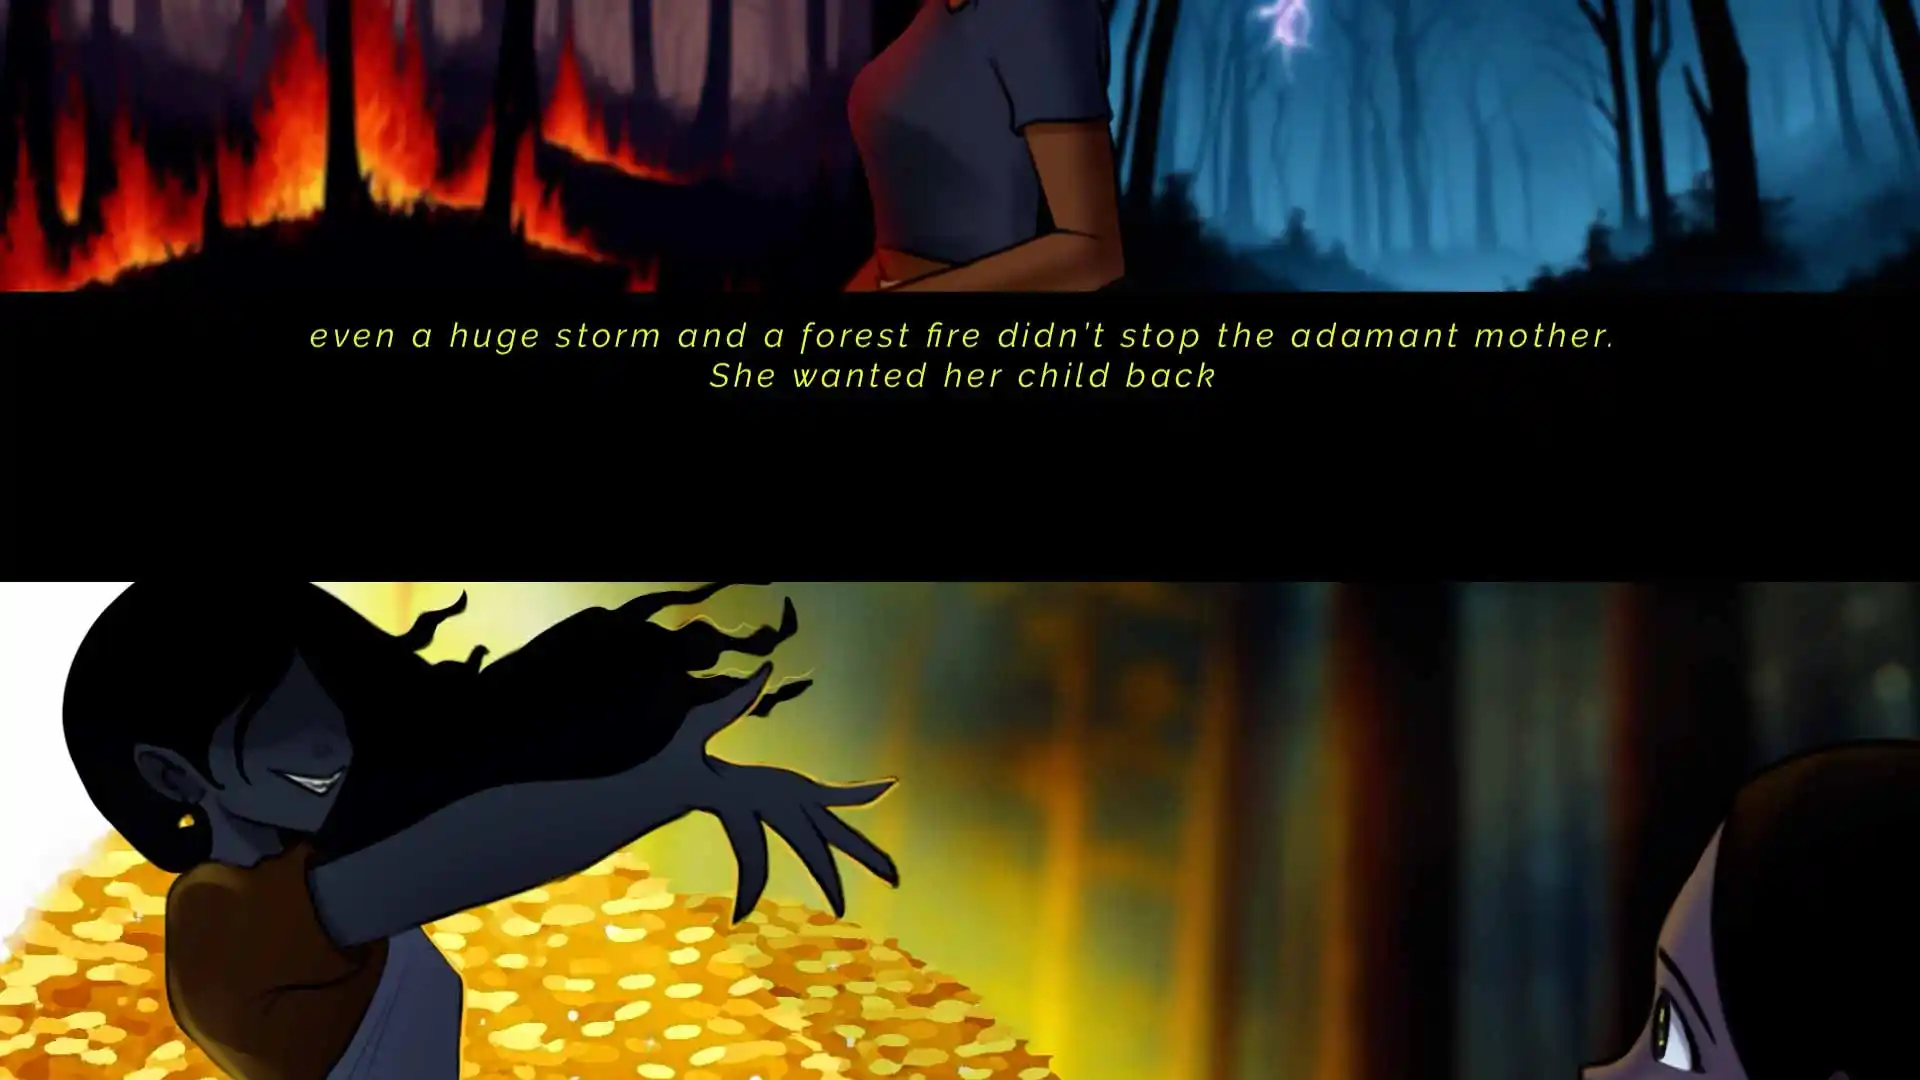 even a huge storm and a forest fire didn't stop the adamant mother.
She wanted her child back